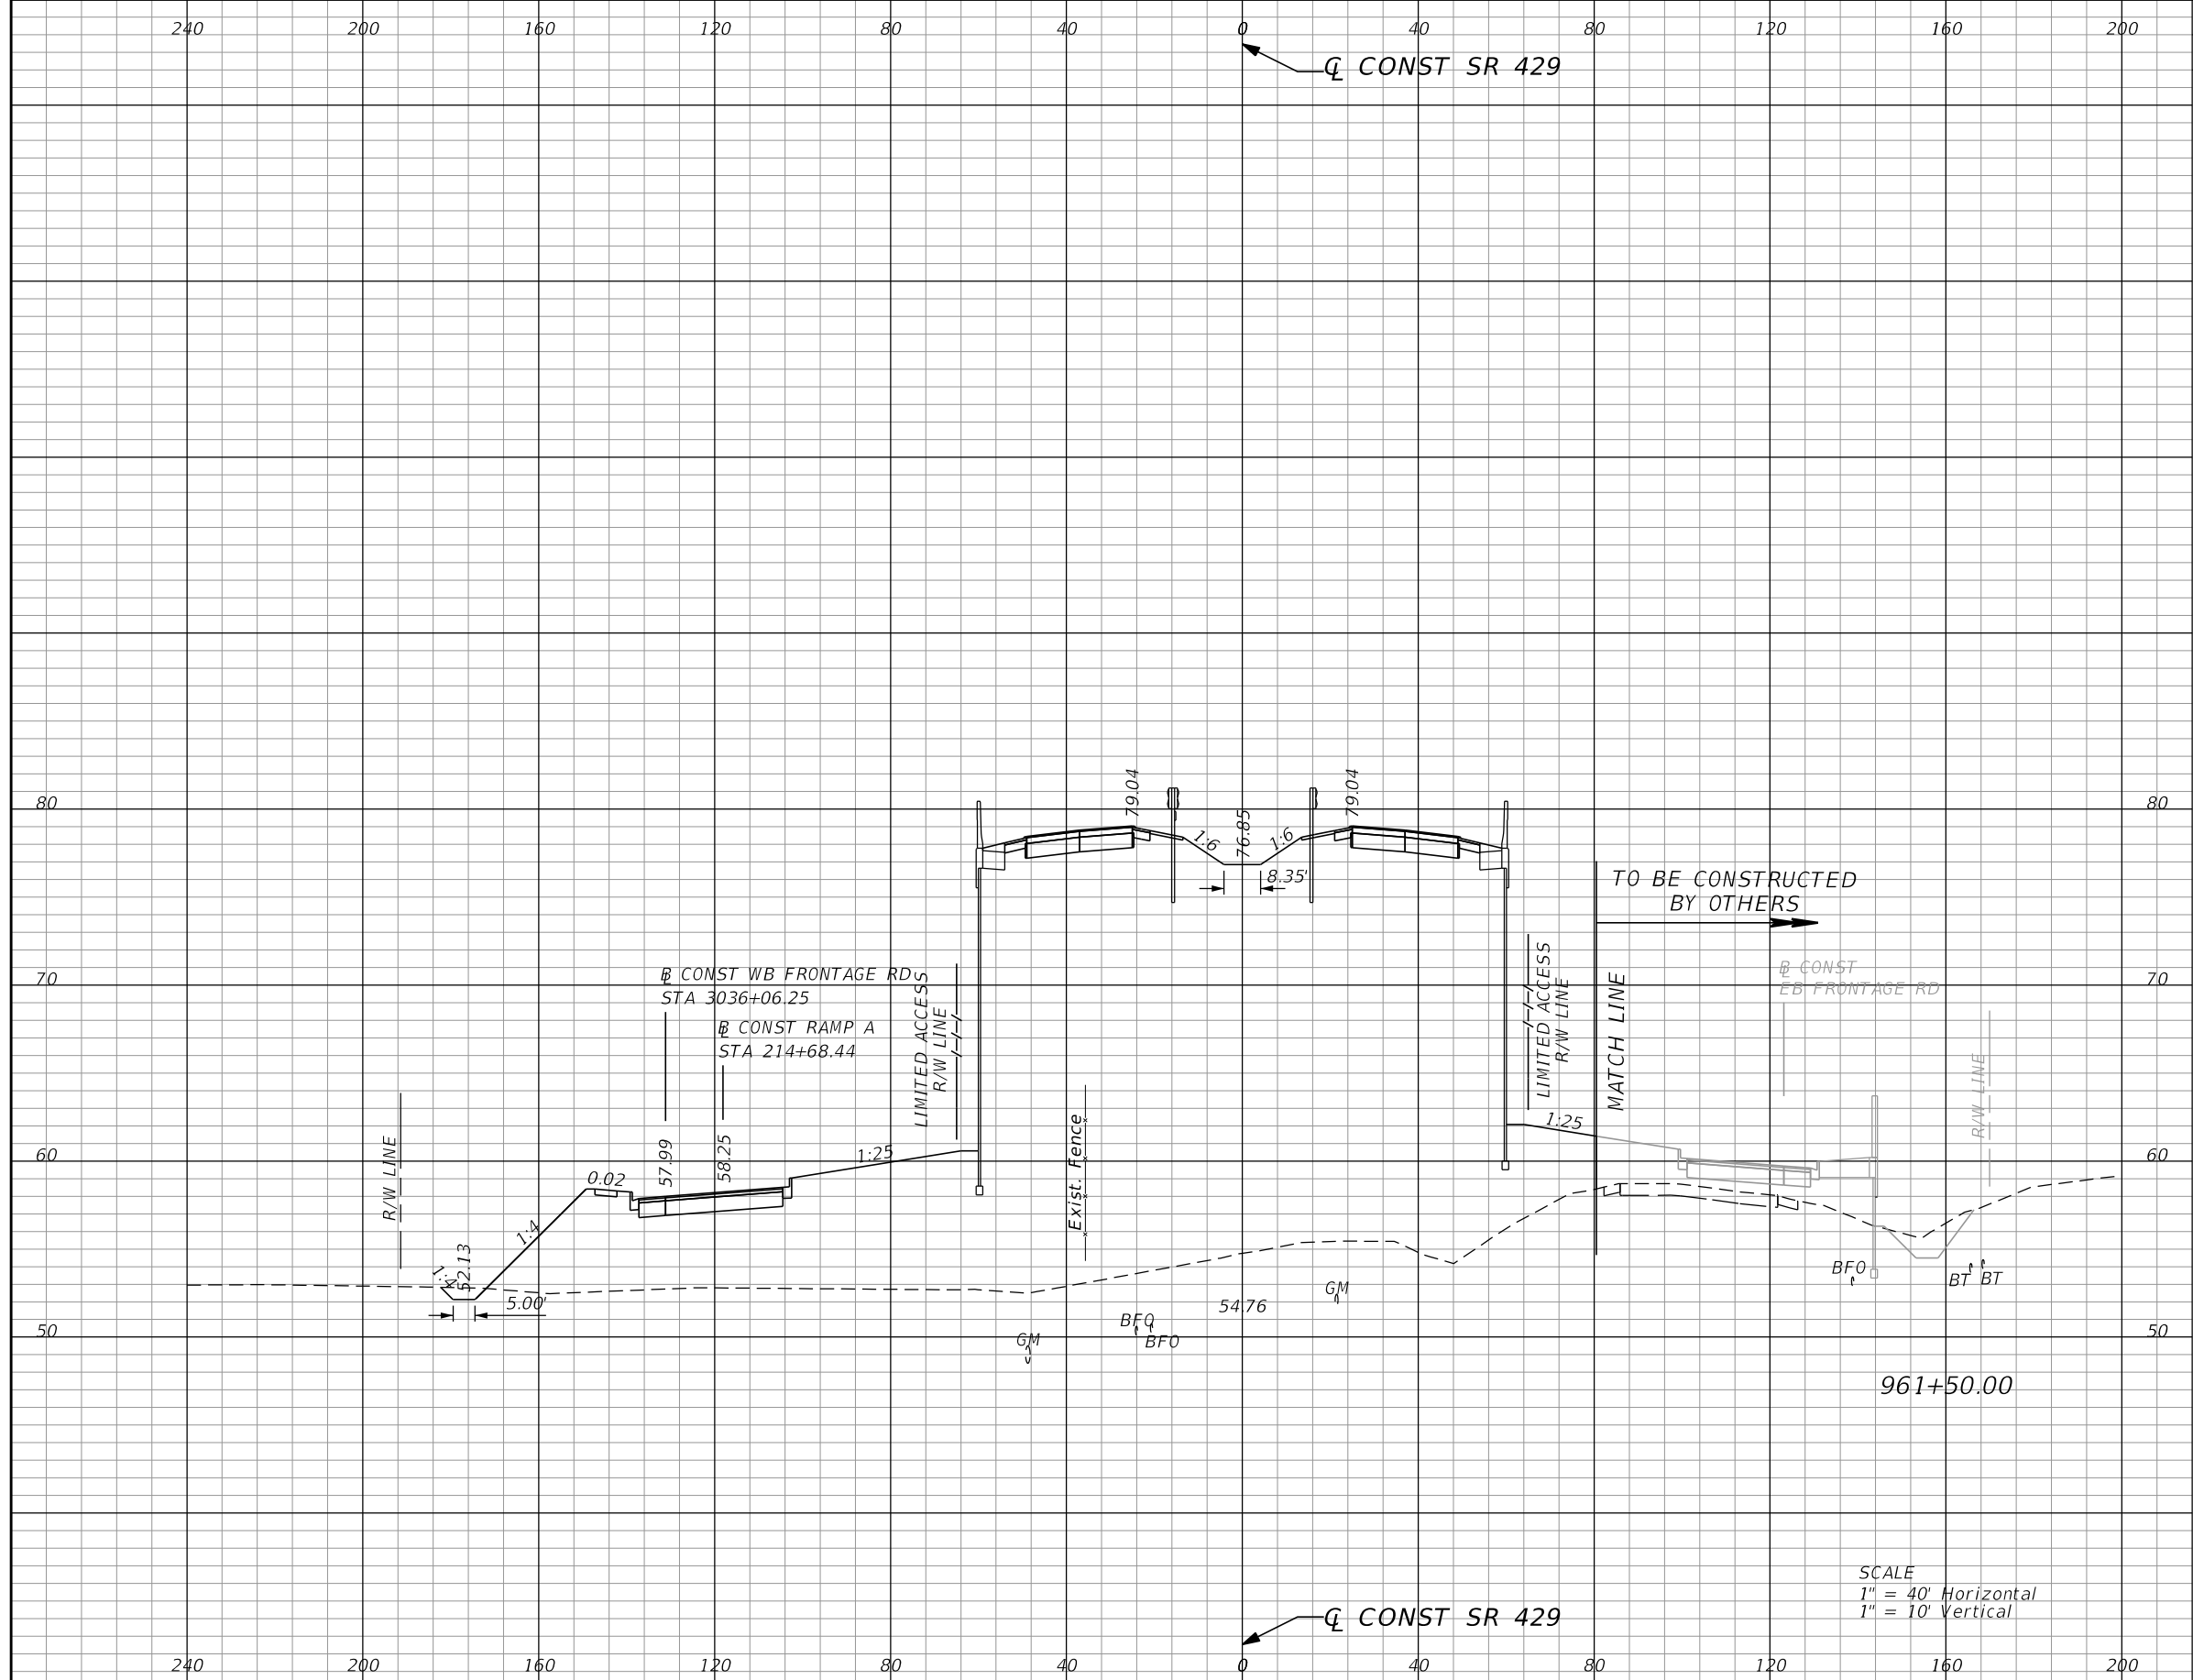 240 200 160 120 80 40 0 40 80 120 160 200
℄ CONST SR 429
80 80
79.04
79.04
76.85
1:6
1:6
8.35'
TO BE CONSTRUCTED
BY OTHERS
70 70
B CONST WB FRONTAGE RD
STA 3036+06.25
B CONST RAMP A
STA 214+68.44
LIMITED ACCESS
R/W LINE
LIMITED ACCESS
R/W LINE
MATCH LINE
B CONST
EB FRONTAGE RD
R/W LINE
R/W LINE
60 60
57.99
58.25
0.02
1:25
1:25
Exist. Fence
1:4
1:4
52.13
5.00'
50 50
GM
BFO
BFO
54.76
GM
BFO
BT
BT
961+50.00
SCALE
1" = 40' Horizontal
1" = 10' Vertical
℄ CONST SR 429
240 200 160 120 80 40 0 40 80 120 160 200